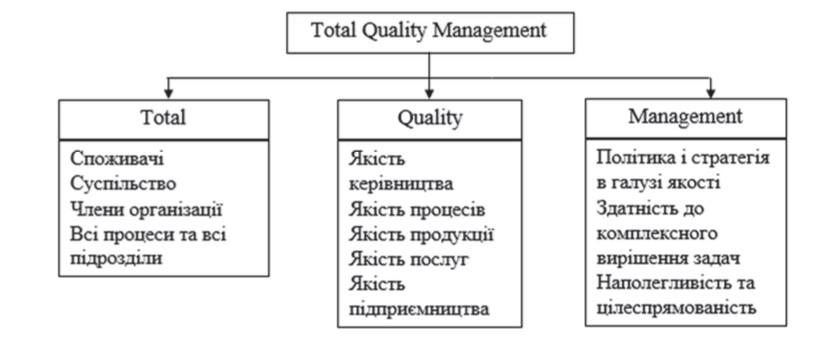 Total Quality Management
Total
Споживачі
Суспільство
Члени організації
Всі процеси та всі
підрозділи
Quality
Якість
керівництва
Якість процесів
Якість продукції
Якість послуг
Якість
підприємництва
Management
Політика і стратегія
в галузі якості
Здатність до
комплексного
вирішення задач
Наполегливість та
цілеспрямованість